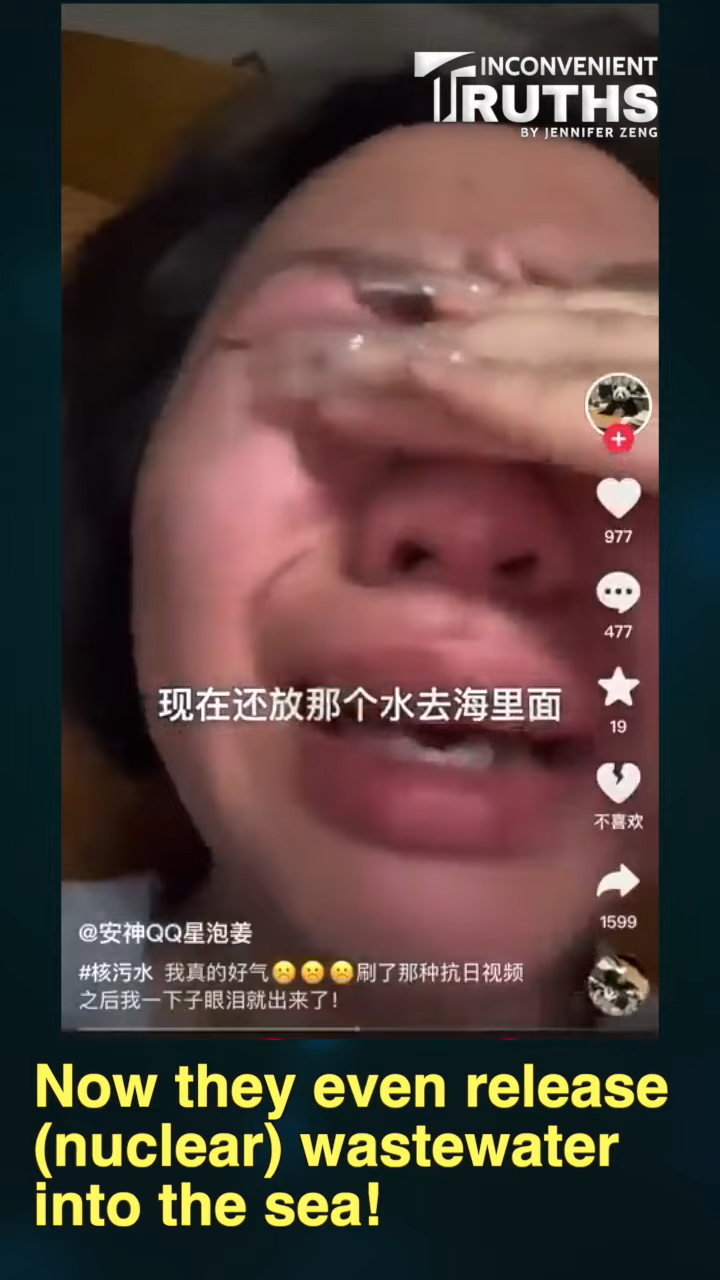 INCONVENIENT
TRUTHS
BY JENNIFER ZENG
977
477
19
不喜欢
1599
现在还放那个水去海里面
@安神QQ星泡姜
#核污水 我真的好气☹️☹️☹️刷了那种抗日视频
之后我一下子眼泪就出来了!
Now they even release
(nuclear) wastewater
into the sea!